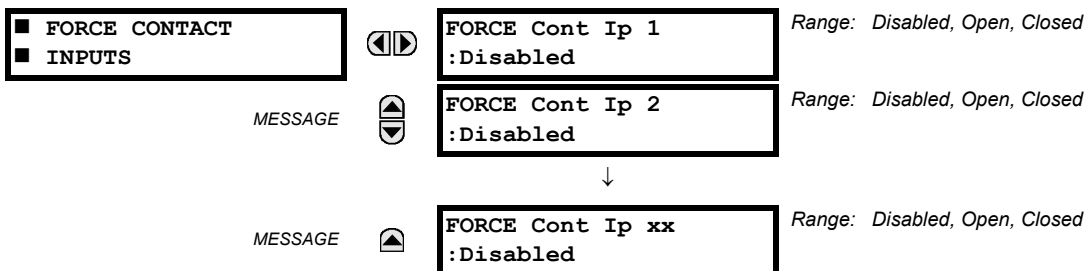 ■ FORCE CONTACT
■ INPUTS
FORCE Cont Ip 1
:Disabled
Range: Disabled, Open, Closed
MESSAGE
FORCE Cont Ip 2
:Disabled
Range: Disabled, Open, Closed
↓
MESSAGE
FORCE Cont Ip xx
:Disabled
Range: Disabled, Open, Closed